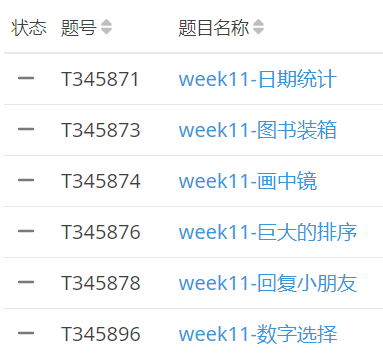 状态 题号 题目名称
— T345871 week11-日期统计
— T345873 week11-图书装箱
— T345874 week11-画中镜
— T345876 week11-巨大的排序
— T345878 week11-回复小朋友
— T345896 week11-数字选择